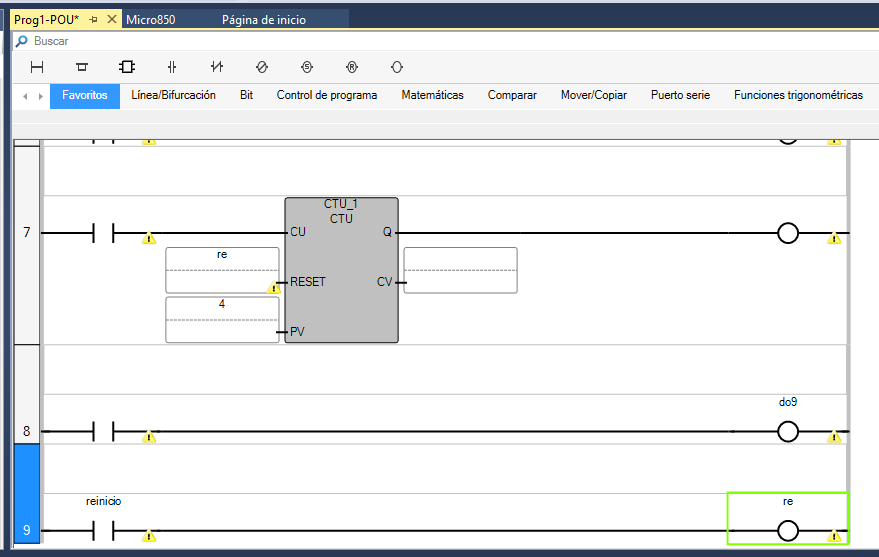 Prog1-POU*
Micro850
Página de inicio
Buscar
Favoritos
Línea/Bifurcación
Bit
Control de programa
Matemáticas
Comparar
Mover/Copiar
Puerto serie
Funciones trigonométricas
7
CTU_1
CTU
CU
Q
re
RESET
CV
4
PV
do9
8
reinicio
re
9